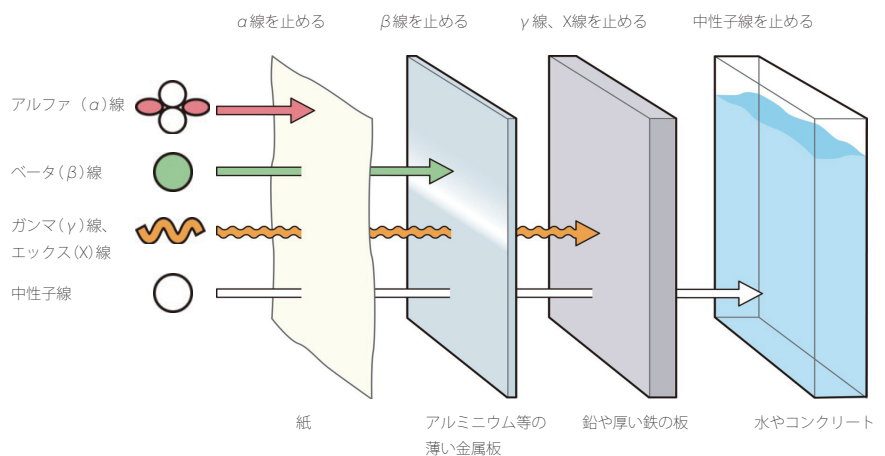 α線を止める
β線を止める
γ線、X線を止める
中性子線を止める
アルファ(α)線
ベータ(β)線
ガンマ(γ)線、
エックス(X)線
中性子線
紙
アルミニウム等の
薄い金属板
鉛や厚い鉄の板
水やコンクリート